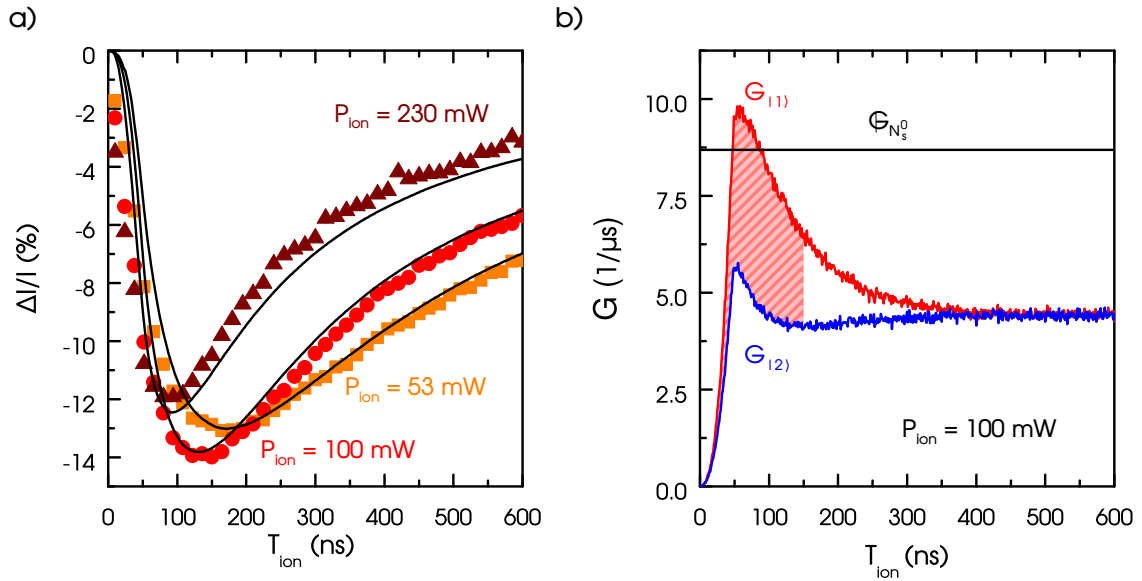 a)
0
-2
-4
-6
-8
-10
-12
-14
ΔI/I (%)
P_ion = 230 mW
P_ion = 53 mW
P_ion = 100 mW
0 100 200 300 400 500 600
T_ion (ns)
b)
10.0
7.5
5.0
2.5
0.0
G (1/µs)
G_|1⟩
G_|2⟩
P_ion = 100 mW
0 100 200 300 400 500 600
T_ion (ns)